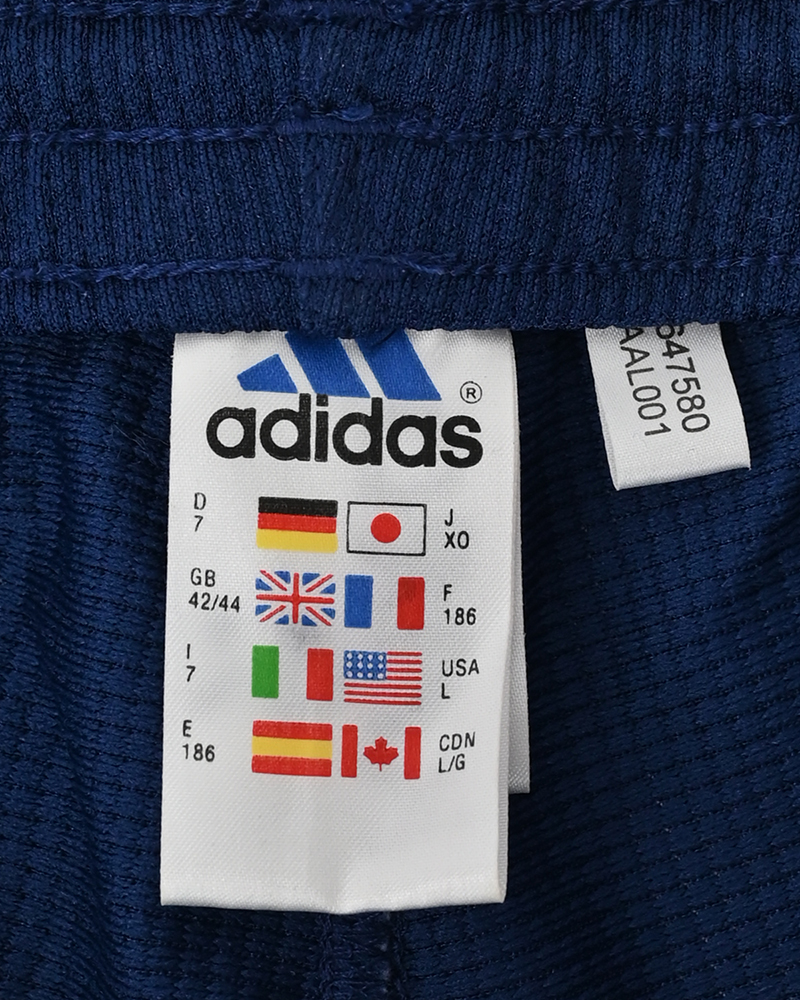 adidas ®
D
7
J
XO
GB
42/44
F
186
I
7
USA
L
E
186
CDN
L/G
647580
AAL001